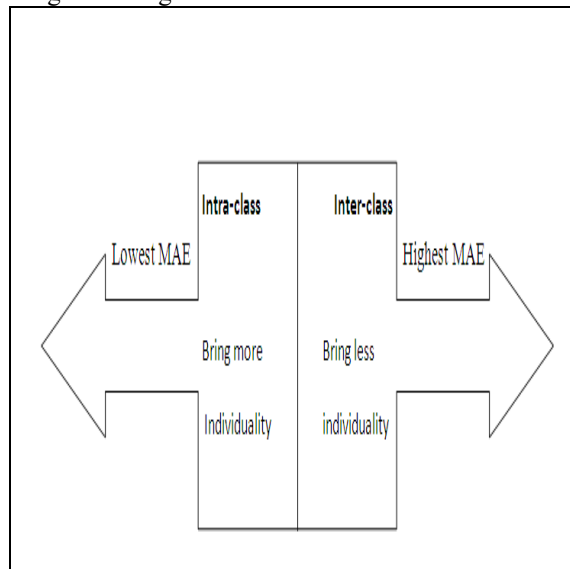 Intra-class
Inter-class
Lowest MAE
Highest MAE
Bring more
Individuality
Bring less
individuality